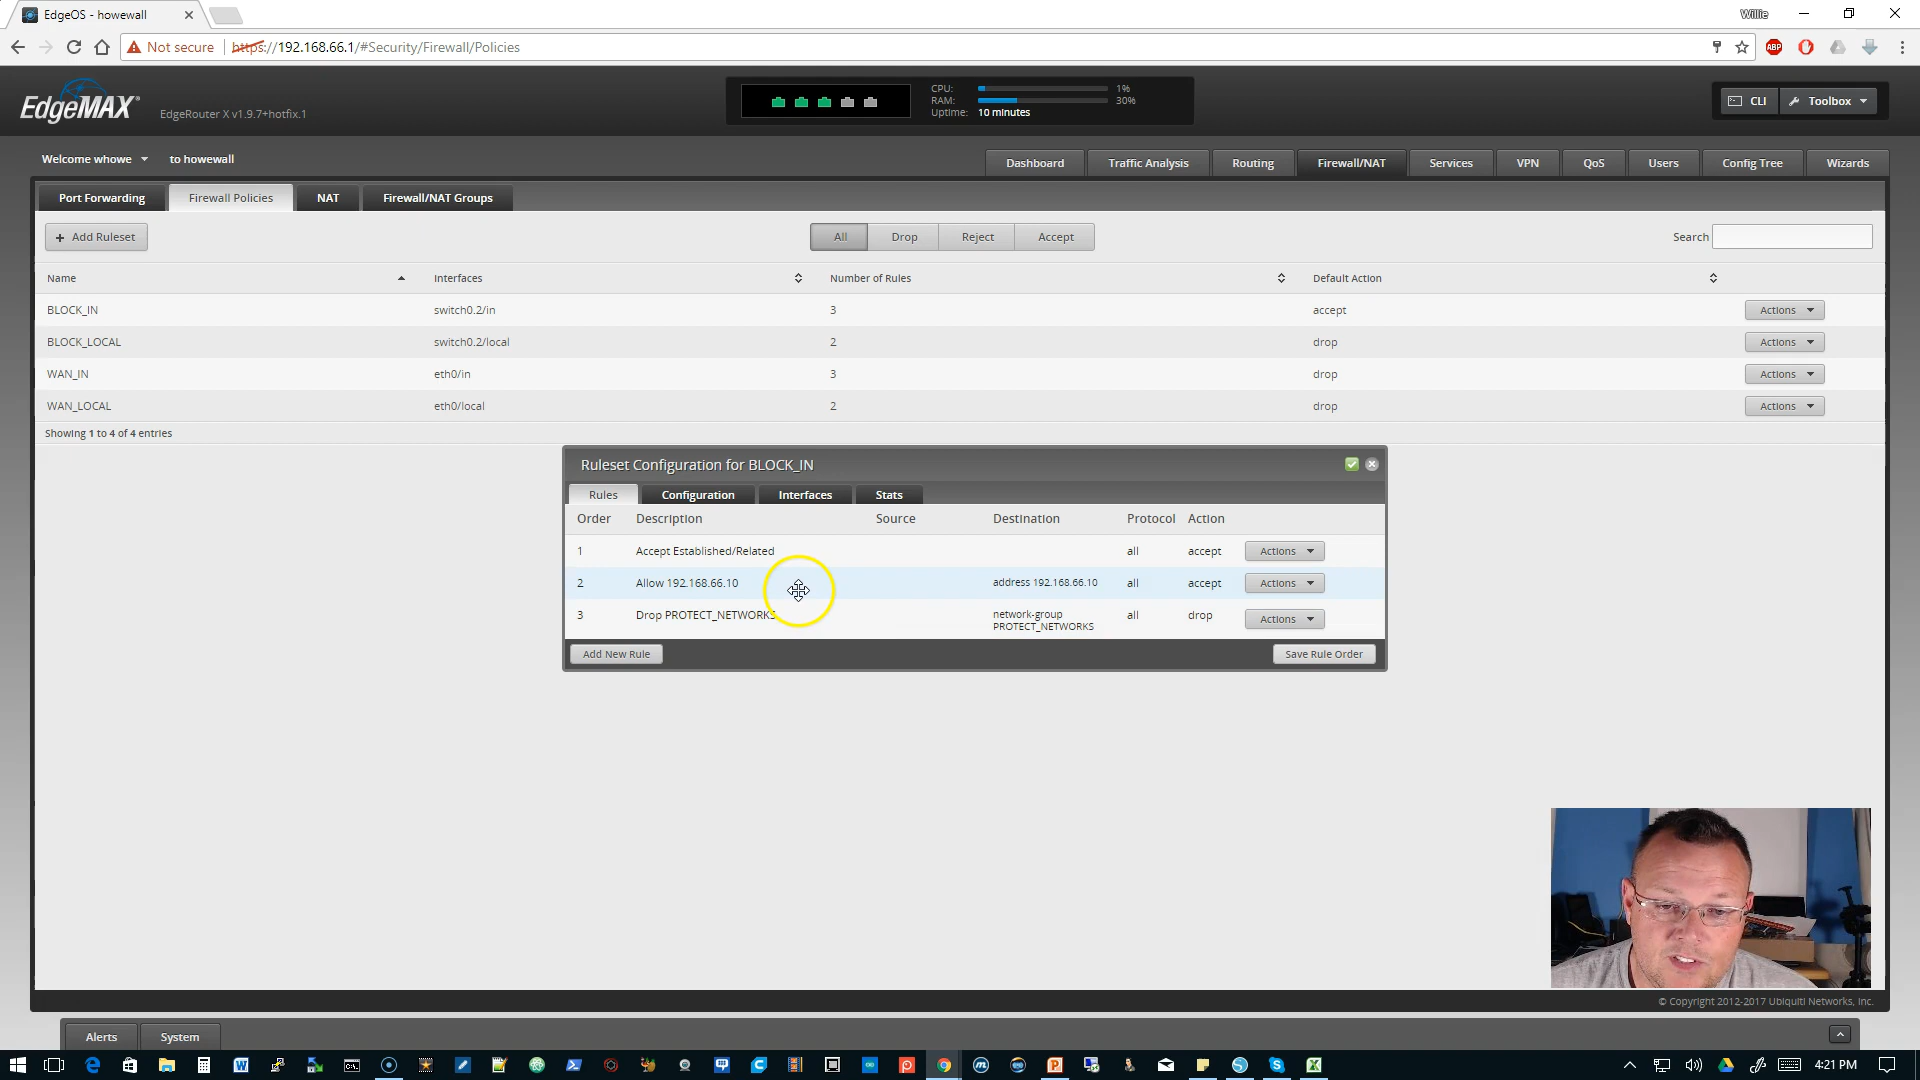 EdgeOS - howewall
Willie
Not secure
https://192.168.66.1/#Security/Firewall/Policies
ABP
EdgeMAX
EdgeRouter X v1.9.7+hotfix.1
CPU: 1%
RAM: 30%
Uptime: 10 minutes
CLI
Toolbox
Welcome whowe to howewall
Dashboard Traffic Analysis Routing Firewall/NAT Services VPN QoS Users Config Tree Wizards
Port Forwarding Firewall Policies NAT Firewall/NAT Groups
+ Add Ruleset
All Drop Reject Accept
Search
Name Interfaces Number of Rules Default Action
BLOCK_IN switch0.2/in 3 accept Actions
BLOCK_LOCAL switch0.2/local 2 drop Actions
WAN_IN eth0/in 3 drop Actions
WAN_LOCAL eth0/local 2 drop Actions
Showing 1 to 4 of 4 entries
Ruleset Configuration for BLOCK_IN
Rules Configuration Interfaces Stats
Order Description Source Destination Protocol Action
1 Accept Established/Related all accept Actions
2 Allow 192.168.66.10 address 192.168.66.10 all accept Actions
3 Drop PROTECT_NETWORKS network-group PROTECT_NETWORKS all drop Actions
Add New Rule
Save Rule Order
© Copyright 2012-2017 Ubiquiti Networks, Inc.
Alerts System
4:21 PM